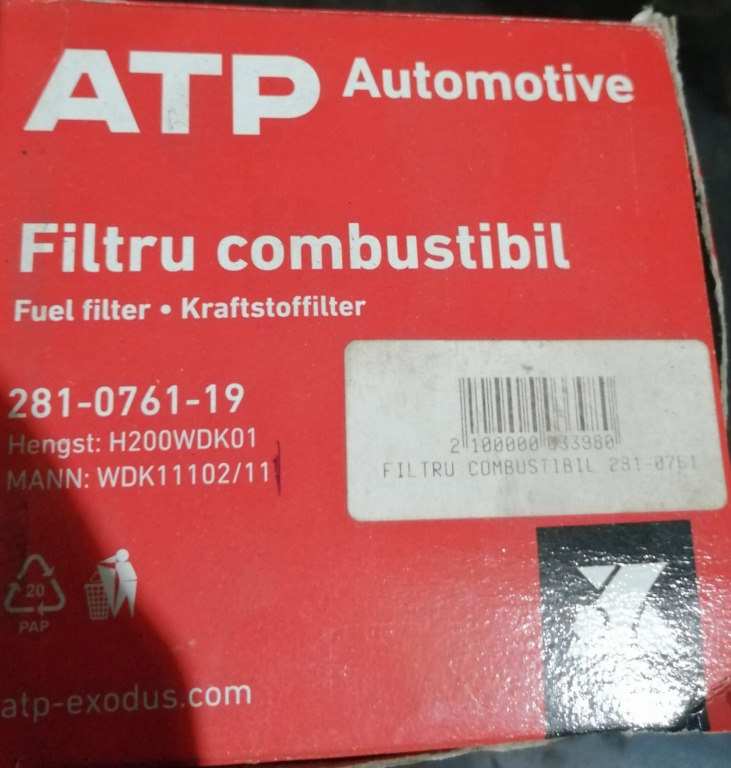 ATP Automotive
Filtru combustibil
Fuel filter • Kraftstoffilter
281-0761-19
Hengst: H200WDK01
MANN: WDK11102/11
2 100000 033980
FILTRU COMBUSTIBIL 281-0761
20
PAP
atp-exodus.com